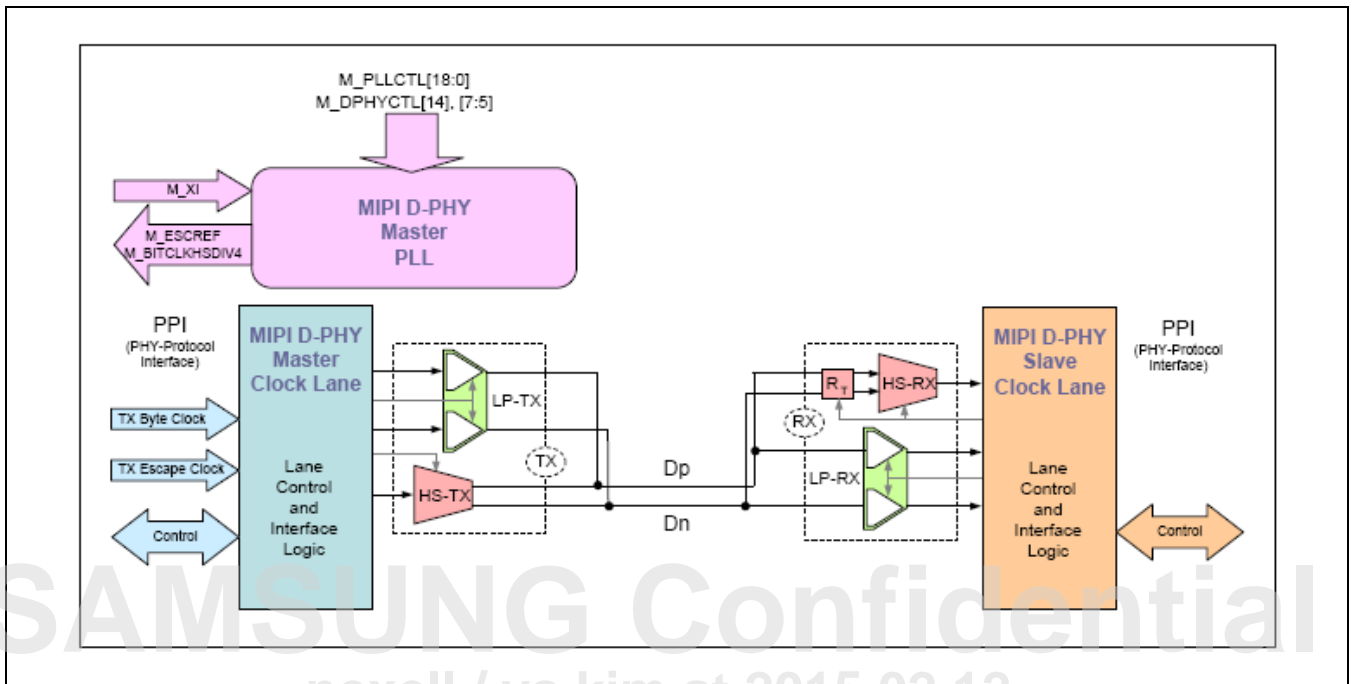 M_PLLCTL[18:0]
M_DPHYCTL[14], [7:5]
M_XI
M_ESCREF
M_BITCLKHSDIV4
MIPI D-PHY
Master
PLL
PPI
(PHY-Protocol
Interface)
TX Byte Clock
TX Escape Clock
Control
MIPI D-PHY
Master
Clock Lane
Lane
Control
and
Interface
Logic
LP-TX
TX
HS-TX
Dp
Dn
RT
HS-RX
RX
LP-RX
MIPI D-PHY
Slave
Clock Lane
Lane
Control
and
Interface
Logic
PPI
(PHY-Protocol
Interface)
Control
SAMSUNG Confidential